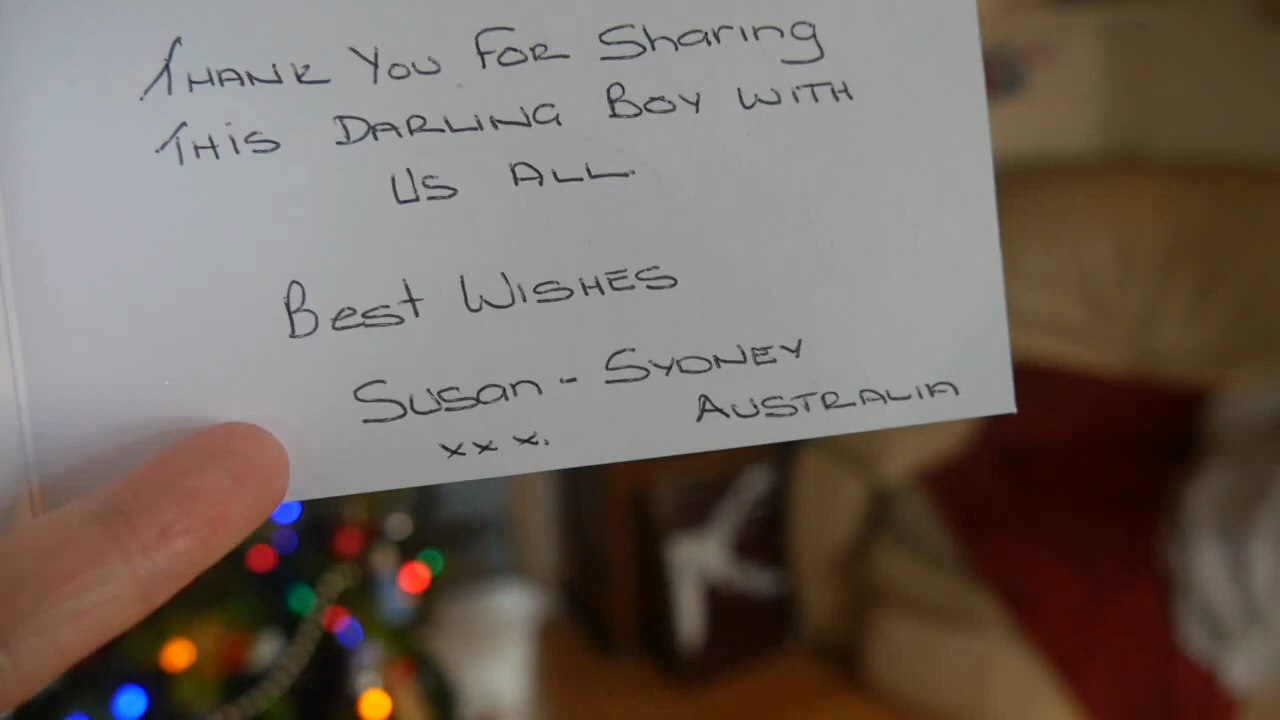 THANK YOU FOR SHARING
THIS DARLING BOY WITH
US ALL.
BEST WISHES
SUSAN - SYDNEY
AUSTRALIA
xxx.